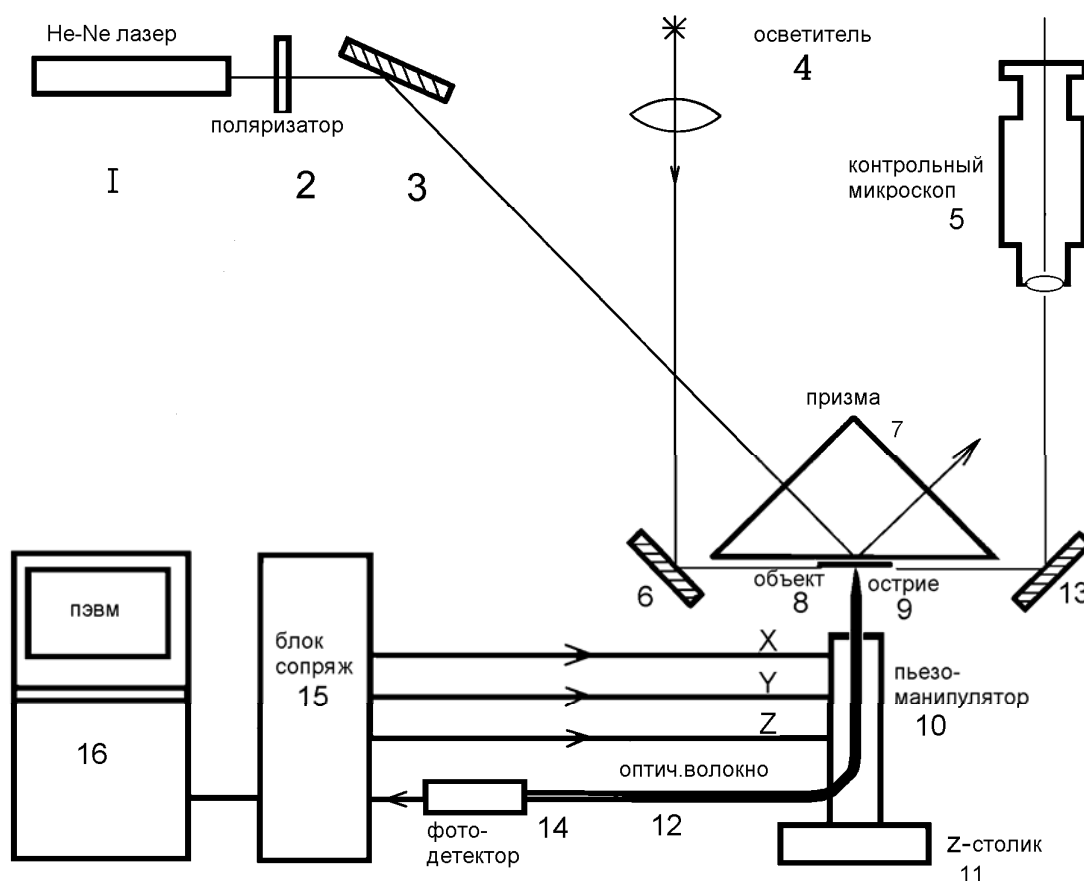 He-Ne лазер
осветитель
4
поляризатор
I
2
3
контрольный
микроскоп
5
призма
7
6
объект
8
острие
9
13
пэвм
блок
сопряж
15
X
Y
Z
пьезо-
манипулятор
10
16
оптич.волокно
фото-
детектор
14
12
Z-столик
11